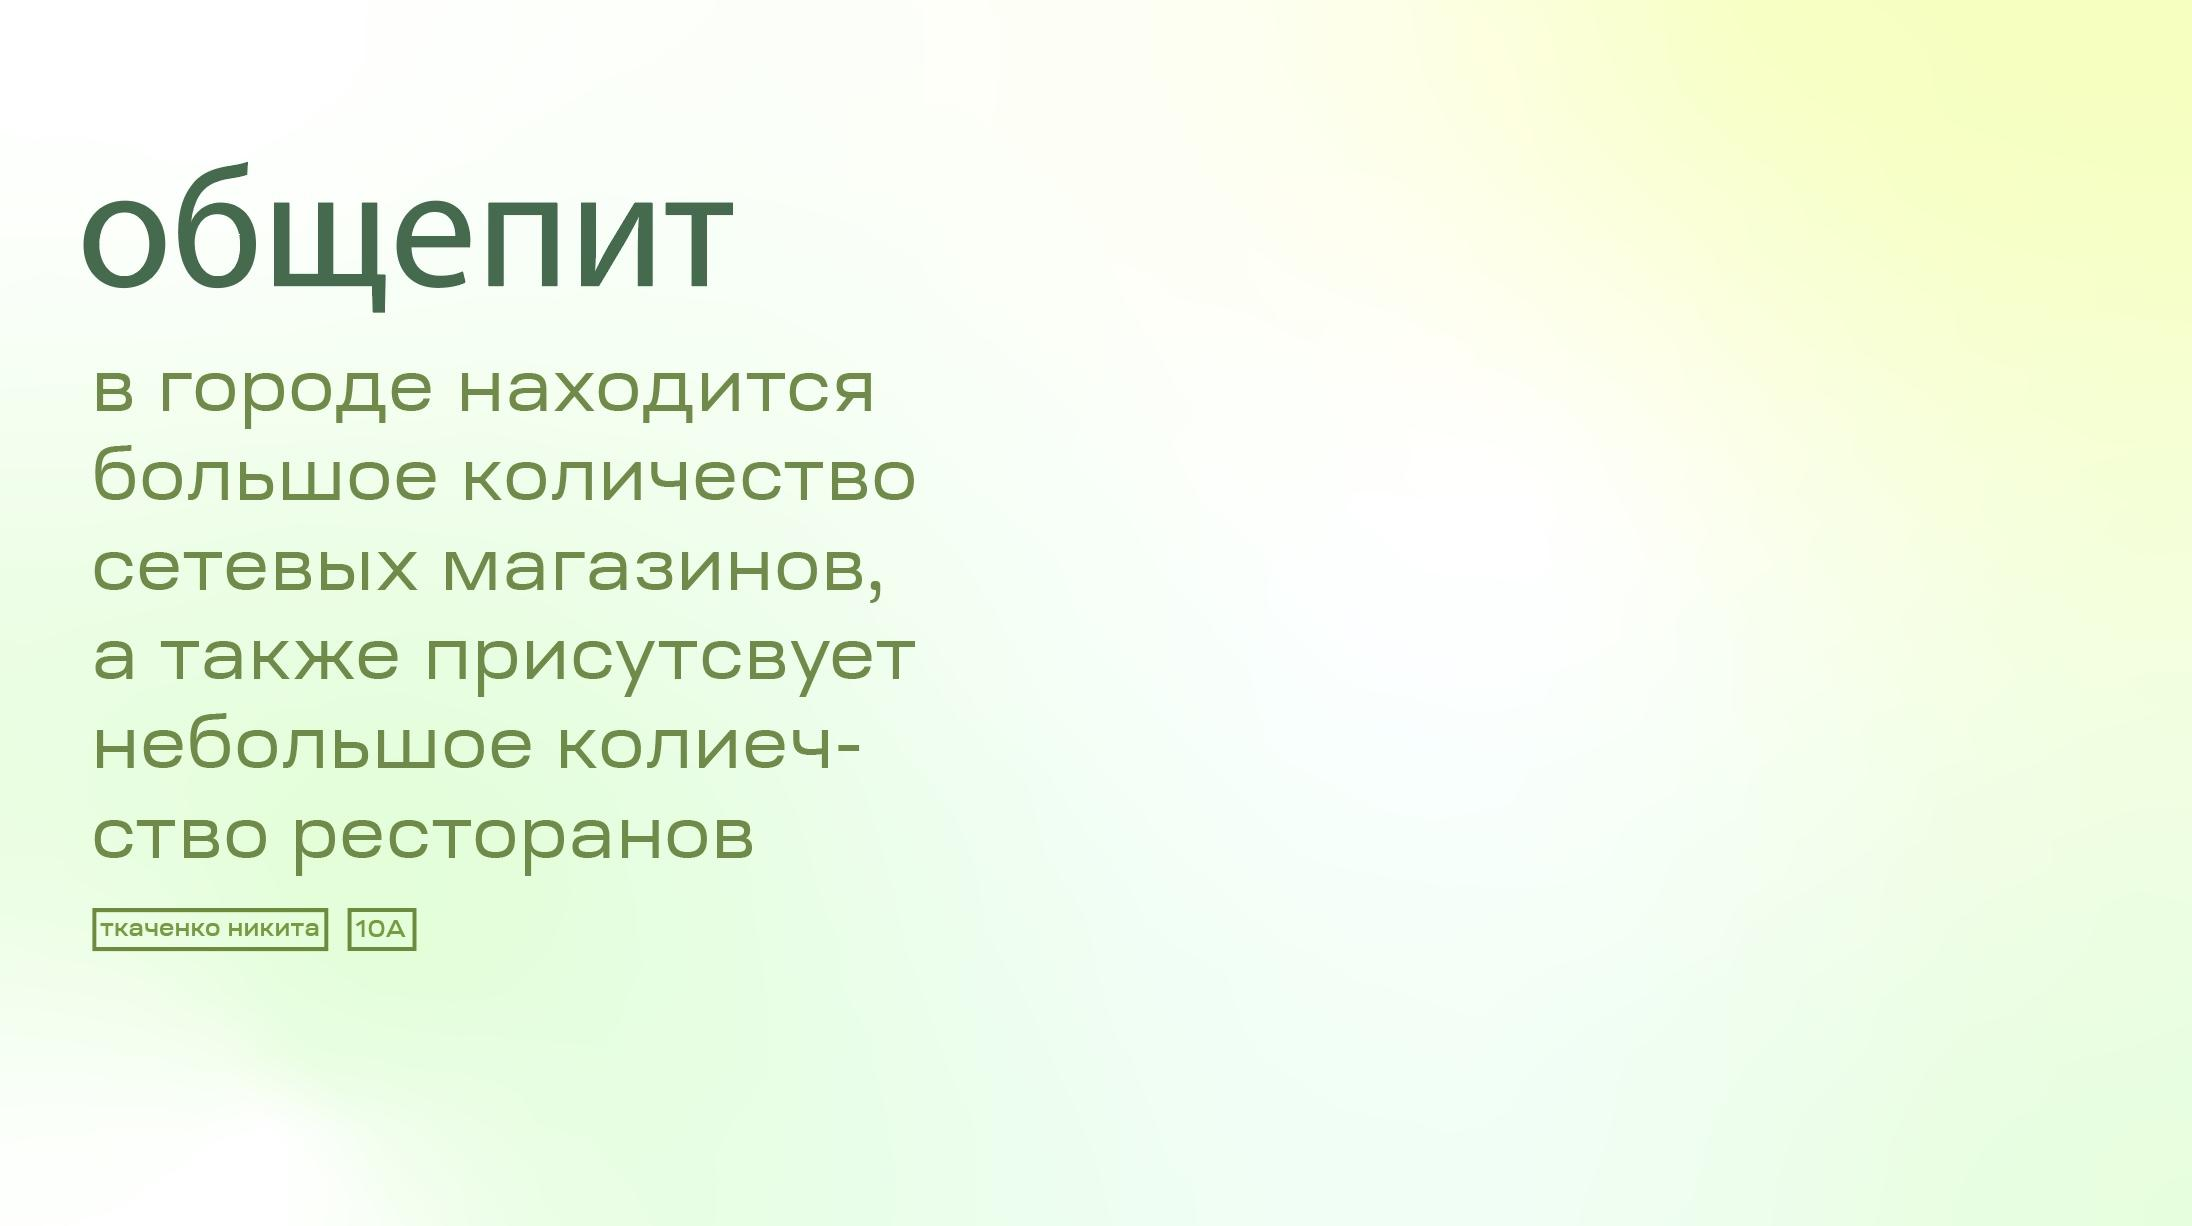 общепит
в городе находится
большое количество
сетевых магазинов,
а также присутсвует
небольшое колиеч-
ство ресторанов
ткаченко никита 10А